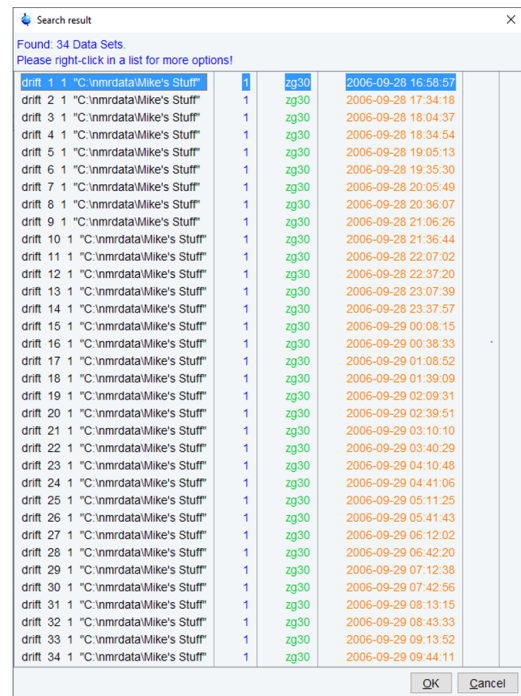 Search result
Found: 34 Data Sets.
Please right-click in a list for more options!
drift 1 1 "C:\nmrdata\Mike's Stuff" 1 zg30 2006-09-28 16:58:57
drift 2 1 "C:\nmrdata\Mike's Stuff" 1 zg30 2006-09-28 17:34:18
drift 3 1 "C:\nmrdata\Mike's Stuff" 1 zg30 2006-09-28 18:04:37
drift 4 1 "C:\nmrdata\Mike's Stuff" 1 zg30 2006-09-28 18:34:54
drift 5 1 "C:\nmrdata\Mike's Stuff" 1 zg30 2006-09-28 19:05:13
drift 6 1 "C:\nmrdata\Mike's Stuff" 1 zg30 2006-09-28 19:35:30
drift 7 1 "C:\nmrdata\Mike's Stuff" 1 zg30 2006-09-28 20:05:49
drift 8 1 "C:\nmrdata\Mike's Stuff" 1 zg30 2006-09-28 20:36:07
drift 9 1 "C:\nmrdata\Mike's Stuff" 1 zg30 2006-09-28 21:06:26
drift 10 1 "C:\nmrdata\Mike's Stuff" 1 zg30 2006-09-28 21:36:44
drift 11 1 "C:\nmrdata\Mike's Stuff" 1 zg30 2006-09-28 22:07:02
drift 12 1 "C:\nmrdata\Mike's Stuff" 1 zg30 2006-09-28 22:37:20
drift 13 1 "C:\nmrdata\Mike's Stuff" 1 zg30 2006-09-28 23:07:39
drift 14 1 "C:\nmrdata\Mike's Stuff" 1 zg30 2006-09-28 23:37:57
drift 15 1 "C:\nmrdata\Mike's Stuff" 1 zg30 2006-09-29 00:08:15
drift 16 1 "C:\nmrdata\Mike's Stuff" 1 zg30 2006-09-29 00:38:33
drift 17 1 "C:\nmrdata\Mike's Stuff" 1 zg30 2006-09-29 01:08:52
drift 18 1 "C:\nmrdata\Mike's Stuff" 1 zg30 2006-09-29 01:39:09
drift 19 1 "C:\nmrdata\Mike's Stuff" 1 zg30 2006-09-29 02:09:31
drift 20 1 "C:\nmrdata\Mike's Stuff" 1 zg30 2006-09-29 02:39:51
drift 21 1 "C:\nmrdata\Mike's Stuff" 1 zg30 2006-09-29 03:10:10
drift 22 1 "C:\nmrdata\Mike's Stuff" 1 zg30 2006-09-29 03:40:29
drift 23 1 "C:\nmrdata\Mike's Stuff" 1 zg30 2006-09-29 04:10:48
drift 24 1 "C:\nmrdata\Mike's Stuff" 1 zg30 2006-09-29 04:41:06
drift 25 1 "C:\nmrdata\Mike's Stuff" 1 zg30 2006-09-29 05:11:25
drift 26 1 "C:\nmrdata\Mike's Stuff" 1 zg30 2006-09-29 05:41:43
drift 27 1 "C:\nmrdata\Mike's Stuff" 1 zg30 2006-09-29 06:12:02
drift 28 1 "C:\nmrdata\Mike's Stuff" 1 zg30 2006-09-29 06:42:20
drift 29 1 "C:\nmrdata\Mike's Stuff" 1 zg30 2006-09-29 07:12:38
drift 30 1 "C:\nmrdata\Mike's Stuff" 1 zg30 2006-09-29 07:42:56
drift 31 1 "C:\nmrdata\Mike's Stuff" 1 zg30 2006-09-29 08:13:15
drift 32 1 "C:\nmrdata\Mike's Stuff" 1 zg30 2006-09-29 08:43:33
drift 33 1 "C:\nmrdata\Mike's Stuff" 1 zg30 2006-09-29 09:13:52
drift 34 1 "C:\nmrdata\Mike's Stuff" 1 zg30 2006-09-29 09:44:11
OK Cancel